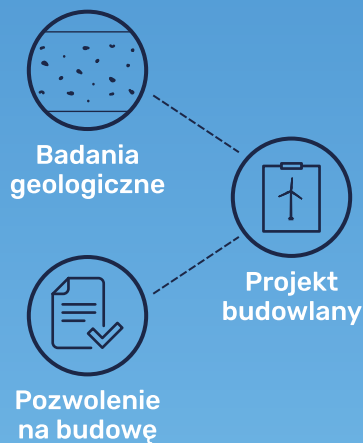 Badania
geologiczne
Projekt
budowlany
Pozwolenie
na budowę